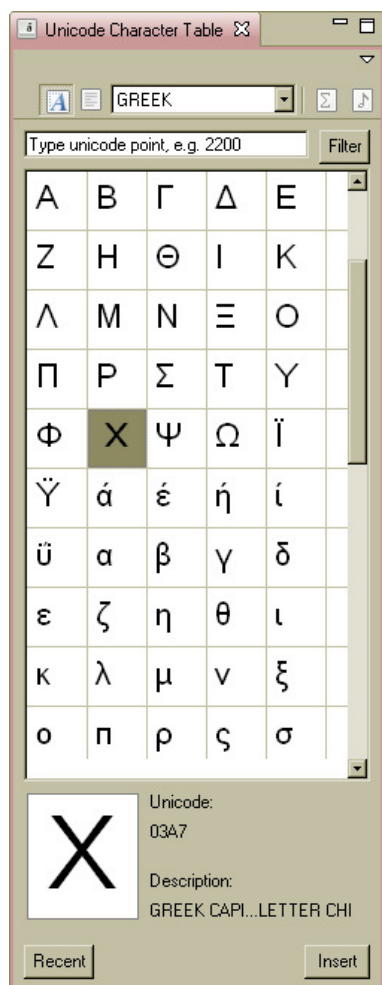 Unicode Character Table
GREEK
Type unicode point, e.g. 2200 Filter
Α Β Γ Δ Ε
Ζ Η Θ Ι Κ
Λ Μ Ν Ξ Ο
Π Ρ Σ Τ Υ
Φ Χ Ψ Ω Ϊ
Ϋ ά έ ή ί
ΰ α β γ δ
ε ζ η θ ι
κ λ μ ν ξ
ο π ρ ς σ
Χ
Unicode:
03A7
Description:
GREEK CAPI...LETTER CHI
Recent Insert